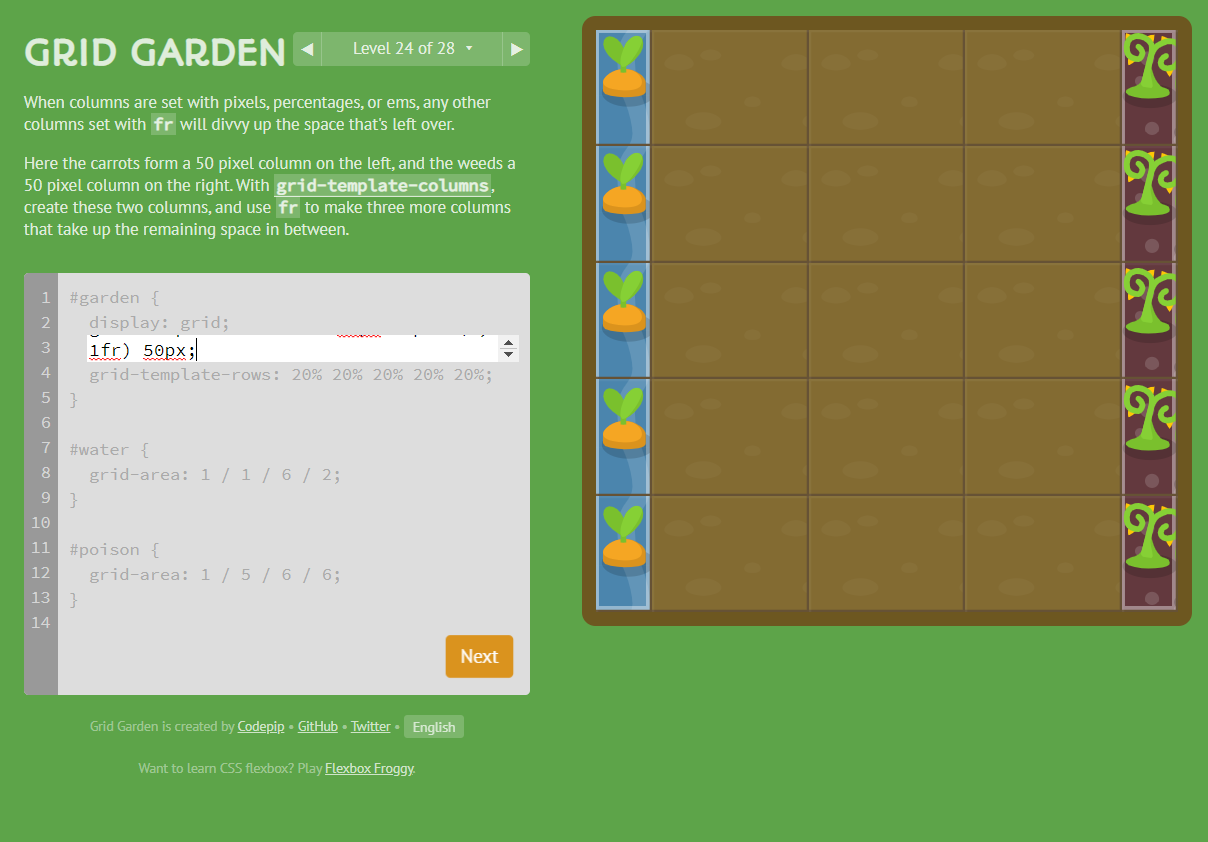 GRID GARDEN
◀ Level 24 of 28 ▾ ▶
When columns are set with pixels, percentages, or ems, any other
columns set with fr will divvy up the space that's left over.
Here the carrots form a 50 pixel column on the left, and the weeds a
50 pixel column on the right. With grid-template-columns,
create these two columns, and use fr to make three more columns
that take up the remaining space in between.
1 #garden {
2 display: grid;
3 1fr) 50px;
4 grid-template-rows: 20% 20% 20% 20% 20%;
5 }
6
7 #water {
8 grid-area: 1 / 1 / 6 / 2;
9 }
10
11 #poison {
12 grid-area: 1 / 5 / 6 / 6;
13 }
14
Next
Grid Garden is created by Codepip • GitHub • Twitter • English
Want to learn CSS flexbox? Play Flexbox Froggy.